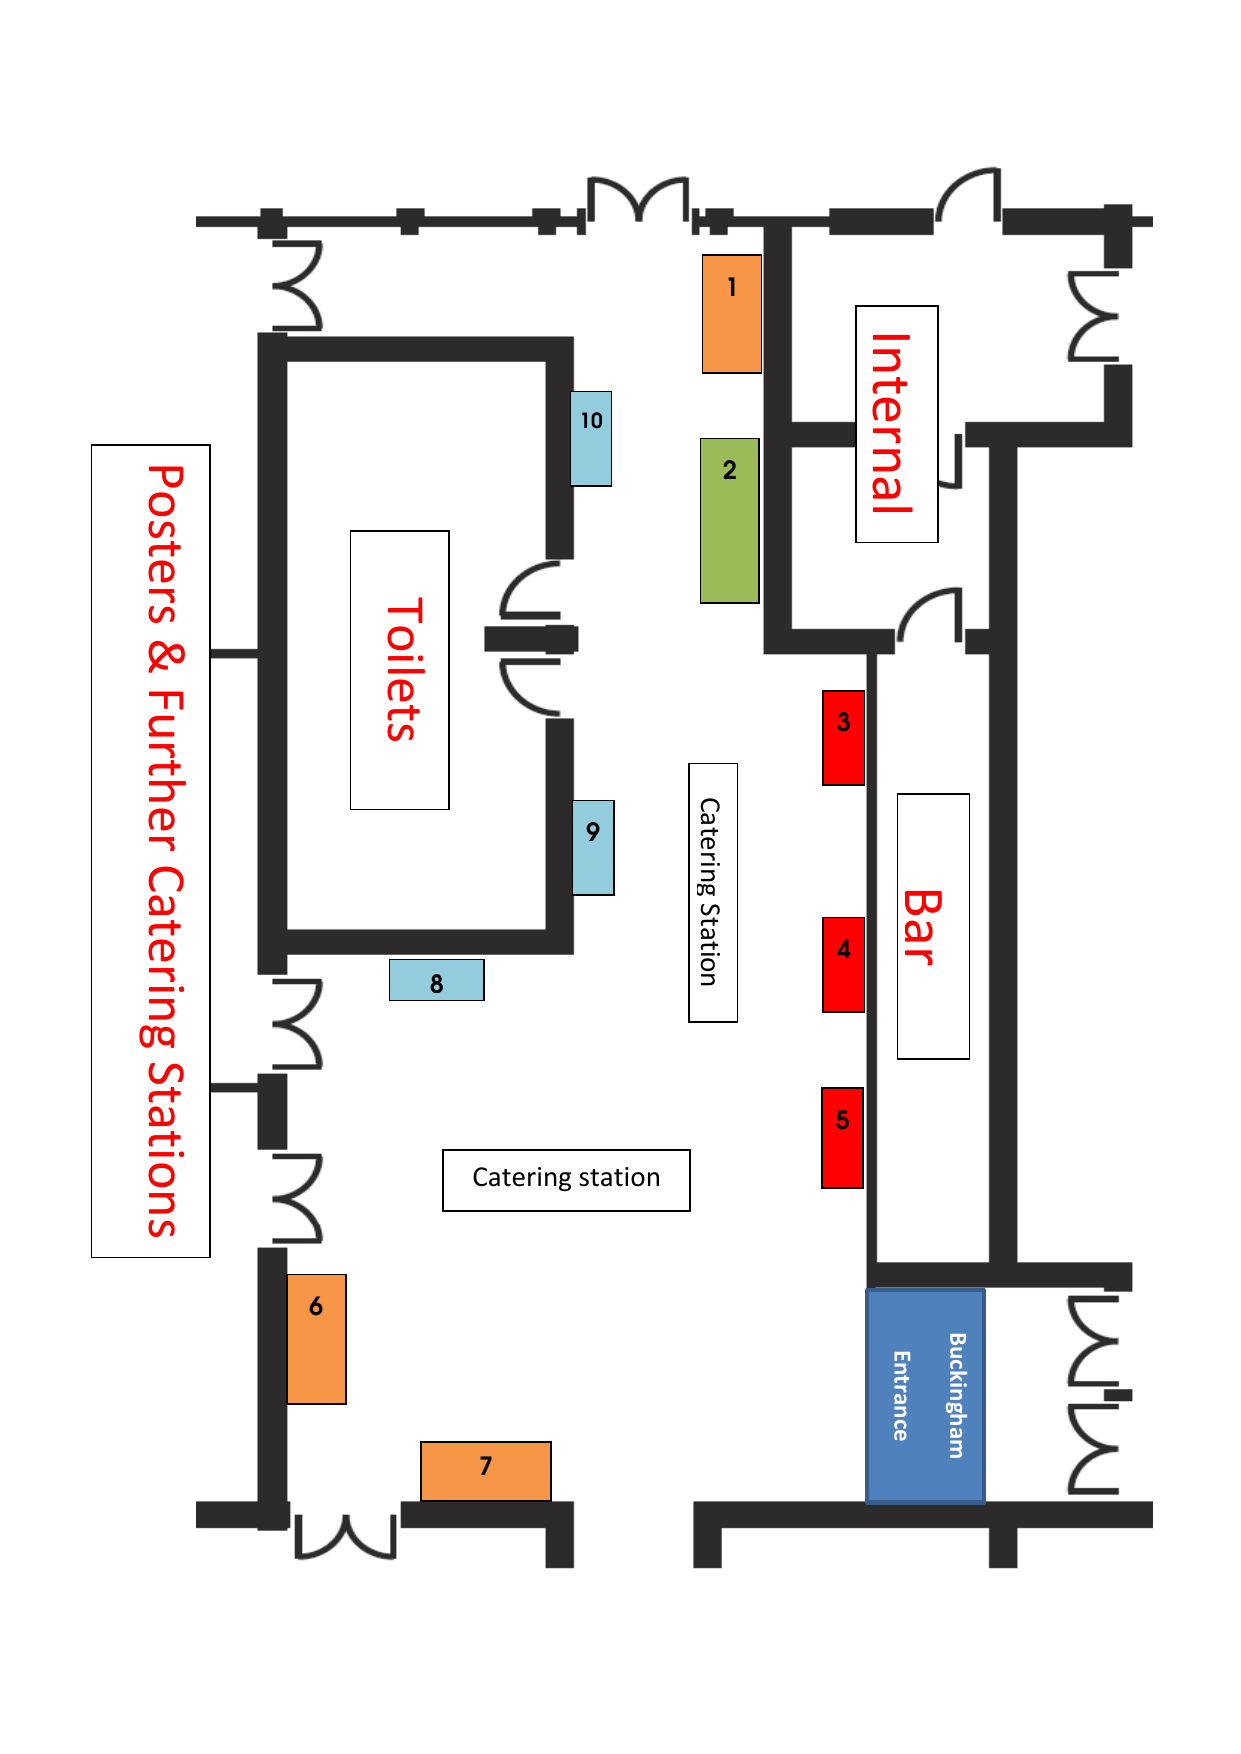 1
Internal
10
2
Posters & Further Catering Stations
Toilets
3
Catering Station
9
Bar
4
8
5
Catering station
6
Buckingham
Entrance
7